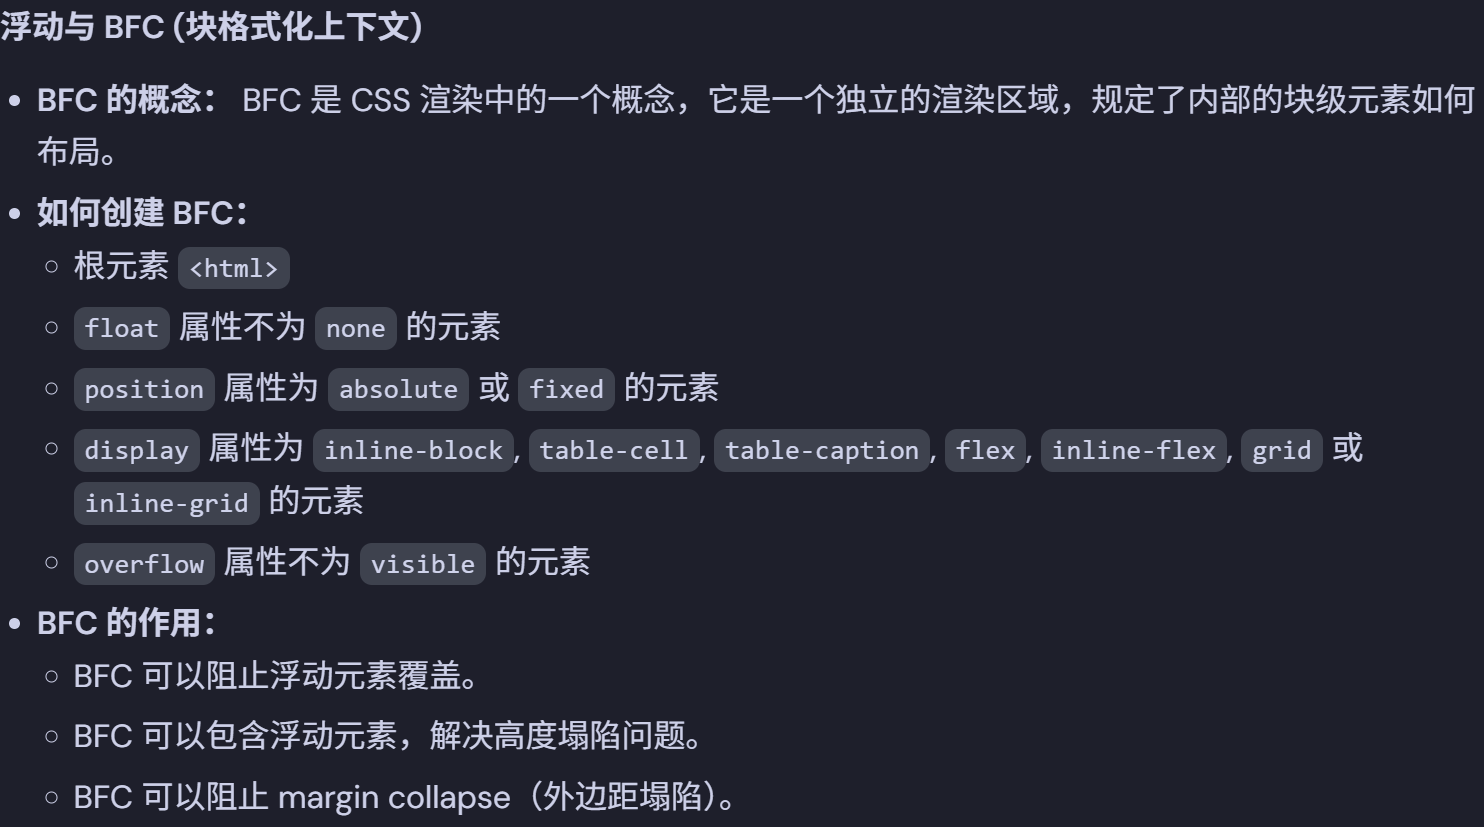 浮动与 BFC (块格式化上下文)
BFC 的概念： BFC 是 CSS 渲染中的一个概念，它是一个独立的渲染区域，规定了内部的块级元素如何
布局。
如何创建 BFC：
根元素 <html>
float 属性不为 none 的元素
position 属性为 absolute 或 fixed 的元素
display 属性为 inline-block, table-cell, table-caption, flex, inline-flex, grid 或
inline-grid 的元素
overflow 属性不为 visible 的元素
BFC 的作用：
BFC 可以阻止浮动元素覆盖。
BFC 可以包含浮动元素，解决高度塌陷问题。
BFC 可以阻止 margin collapse（外边距塌陷）。